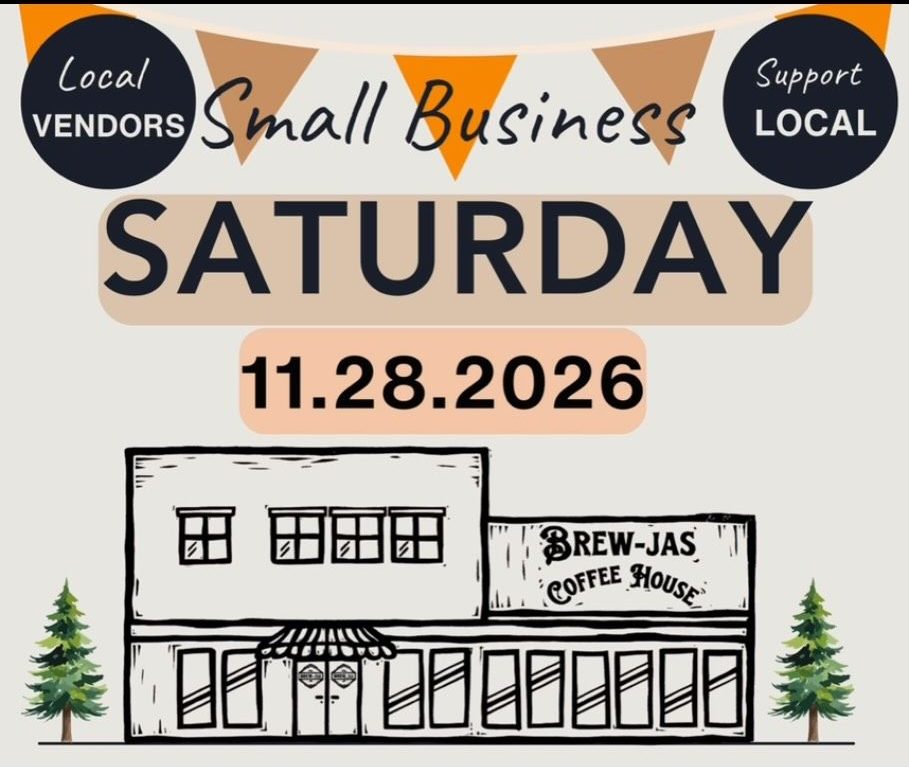 Local
VENDORS
Small Business
Support
LOCAL
SATURDAY
11.28.2026
BREW-JAS
COFFEE HOUSE